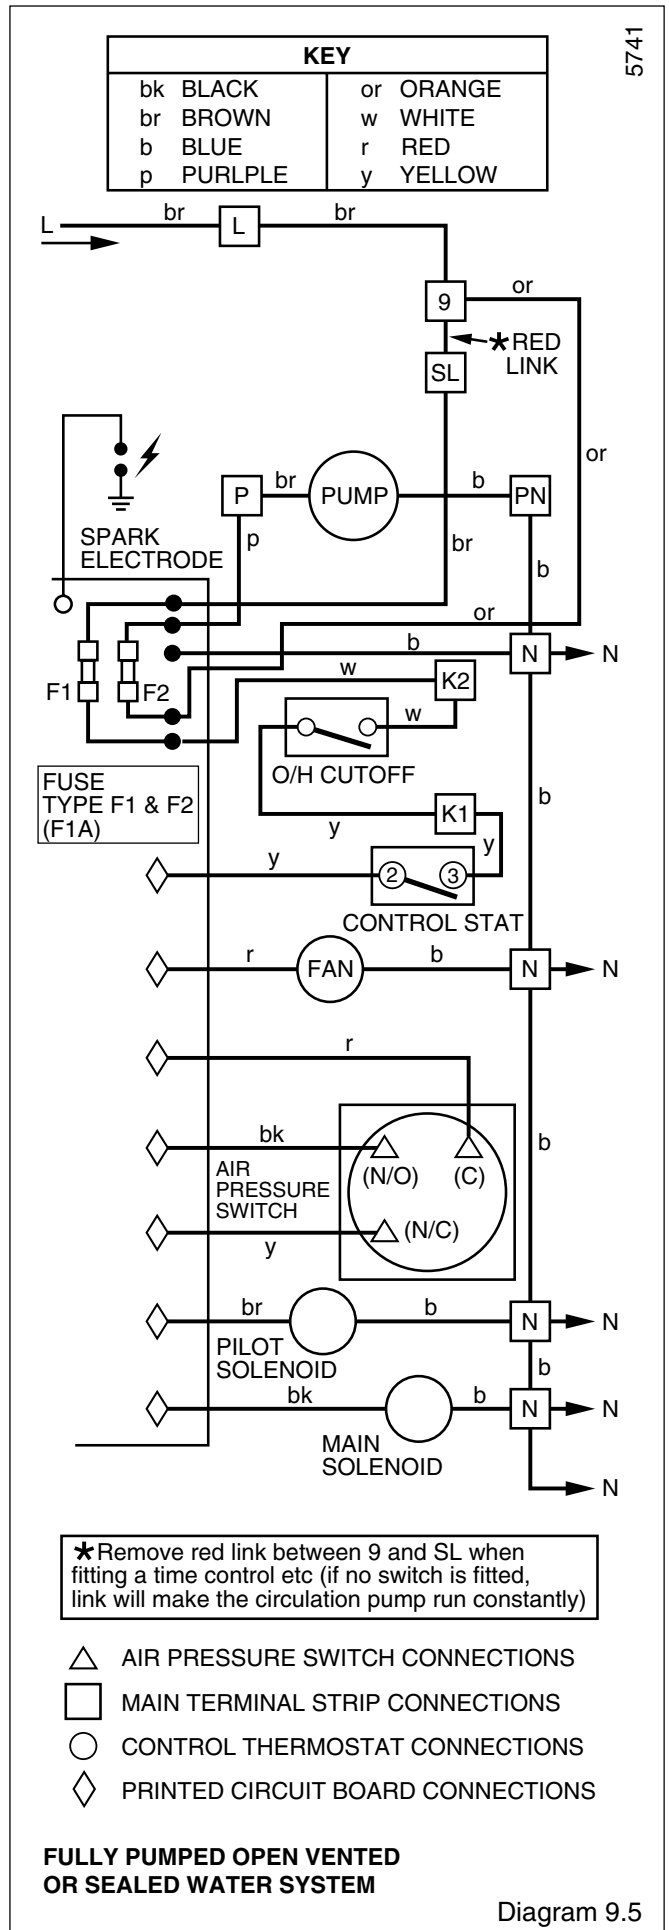 5741
KEY
bk BLACK
br BROWN
b BLUE
p PURLPLE
or ORANGE
w WHITE
r RED
y YELLOW
L br L br
9 or
*RED
LINK
SL
or
P br PUMP b PN
SPARK
ELECTRODE
p
br
b
or
b N N
F1 F2
w K2
w
O/H CUTOFF
FUSE
TYPE F1 & F2
(F1A)
K1
y
y
b
y 2 3
CONTROL STAT
r FAN b N N
r
bk
(N/O) (C)
b
AIR
PRESSURE
SWITCH
(N/C)
y
br b N N
PILOT
SOLENOID
b
bk b N N
MAIN
SOLENOID
N
*Remove red link between 9 and SL when
fitting a time control etc (if no switch is fitted,
link will make the circulation pump run constantly)
AIR PRESSURE SWITCH CONNECTIONS
MAIN TERMINAL STRIP CONNECTIONS
CONTROL THERMOSTAT CONNECTIONS
PRINTED CIRCUIT BOARD CONNECTIONS
FULLY PUMPED OPEN VENTED
OR SEALED WATER SYSTEM
Diagram 9.5